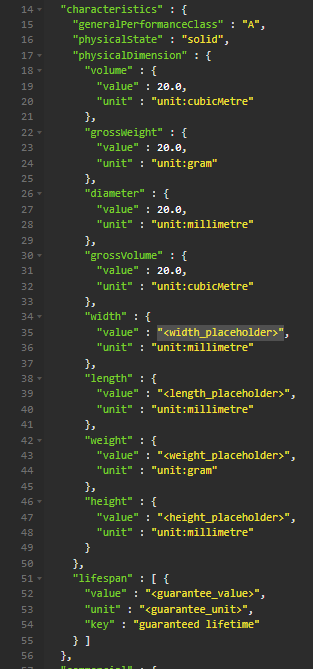 14 "characteristics" : {
15 "generalPerformanceClass" : "A",
16 "physicalState" : "solid",
17 "physicalDimension" : {
18 "volume" : {
19 "value" : 20.0,
20 "unit" : "unit:cubicMetre"
21 },
22 "grossWeight" : {
23 "value" : 20.0,
24 "unit" : "unit:gram"
25 },
26 "diameter" : {
27 "value" : 20.0,
28 "unit" : "unit:millimetre"
29 },
30 "grossVolume" : {
31 "value" : 20.0,
32 "unit" : "unit:cubicMetre"
33 },
34 "width" : {
35 "value" : "<width_placeholder>",
36 "unit" : "unit:millimetre"
37 },
38 "length" : {
39 "value" : "<length_placeholder>",
40 "unit" : "unit:millimetre"
41 },
42 "weight" : {
43 "value" : "<weight_placeholder>",
44 "unit" : "unit:gram"
45 },
46 "height" : {
47 "value" : "<height_placeholder>",
48 "unit" : "unit:millimetre"
49 }
50 },
51 "lifespan" : [ {
52 "value" : "<guarantee_value>",
53 "unit" : "<guarantee_unit>",
54 "key" : "guaranteed lifetime"
55 } ]
56 },